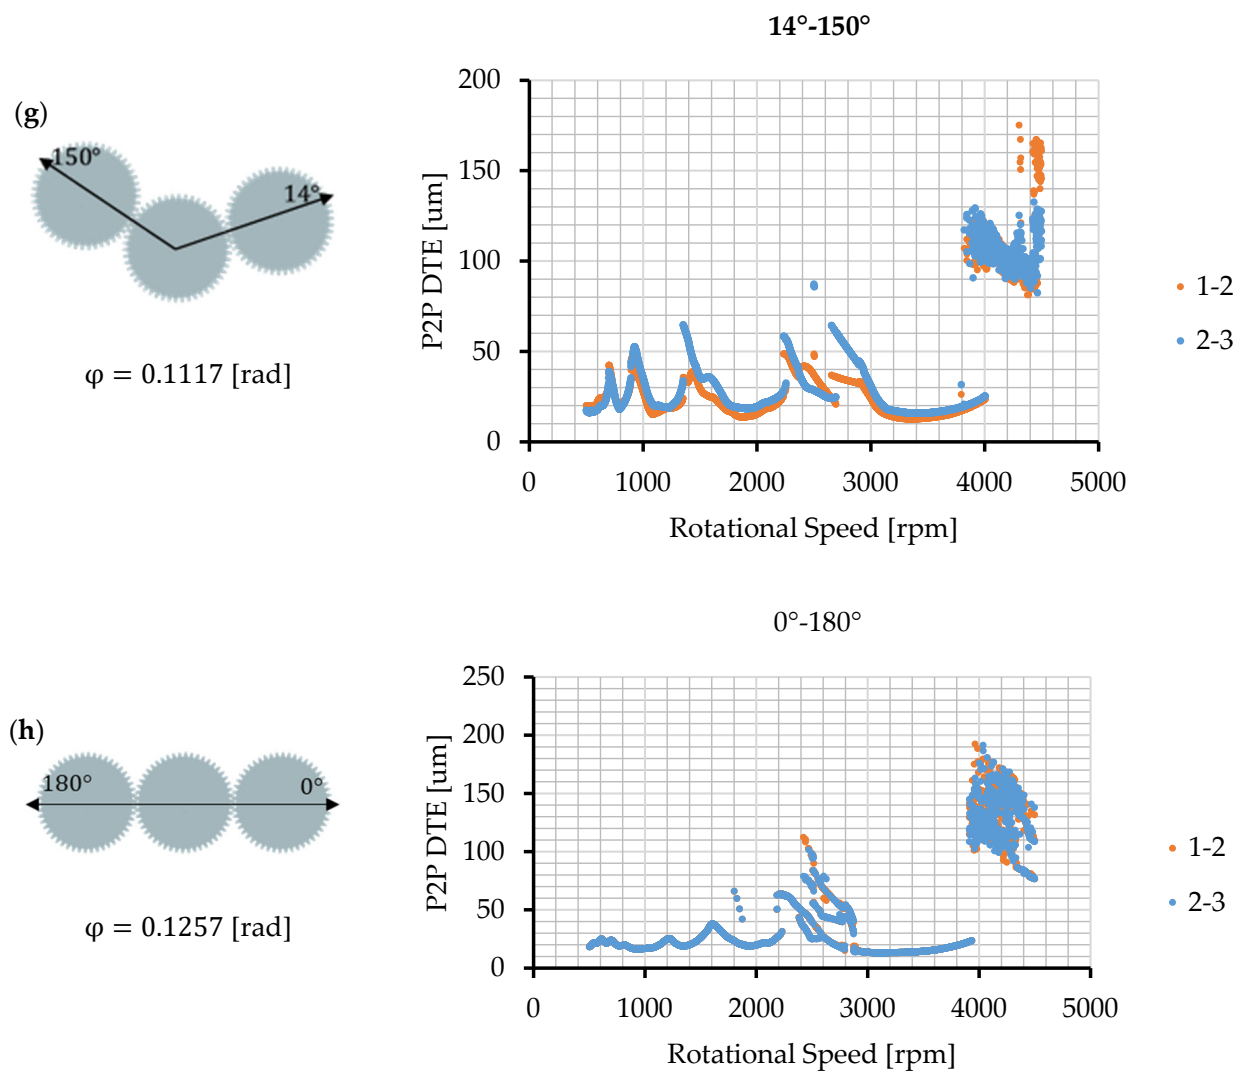 14°-150°
(g)
150°
14°
φ = 0.1117 [rad]
P2P DTE [um]
200
150
100
50
0
0 1000 2000 3000 4000 5000
Rotational Speed [rpm]
1-2
2-3
0°-180°
(h)
180°
0°
φ = 0.1257 [rad]
P2P DTE [um]
250
200
150
100
50
0
0 1000 2000 3000 4000 5000
Rotational Speed [rpm]
1-2
2-3